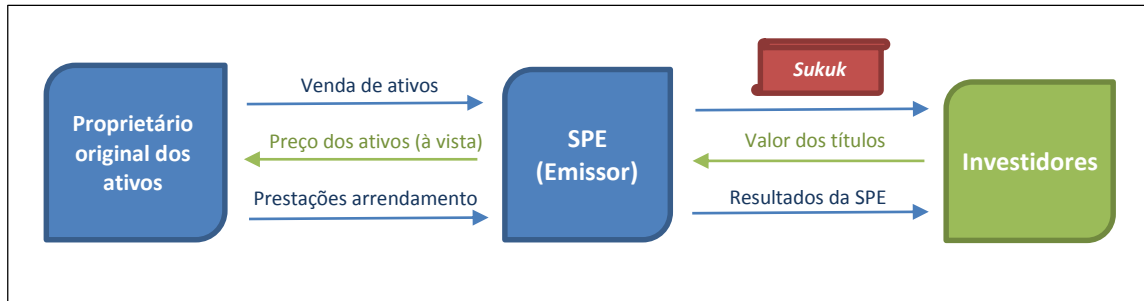 Proprietário
original dos
ativos
Venda de ativos
Preço dos ativos (à vista)
Prestações arrendamento
SPE
(Emissor)
Sukuk
Valor dos títulos
Resultados da SPE
Investidores